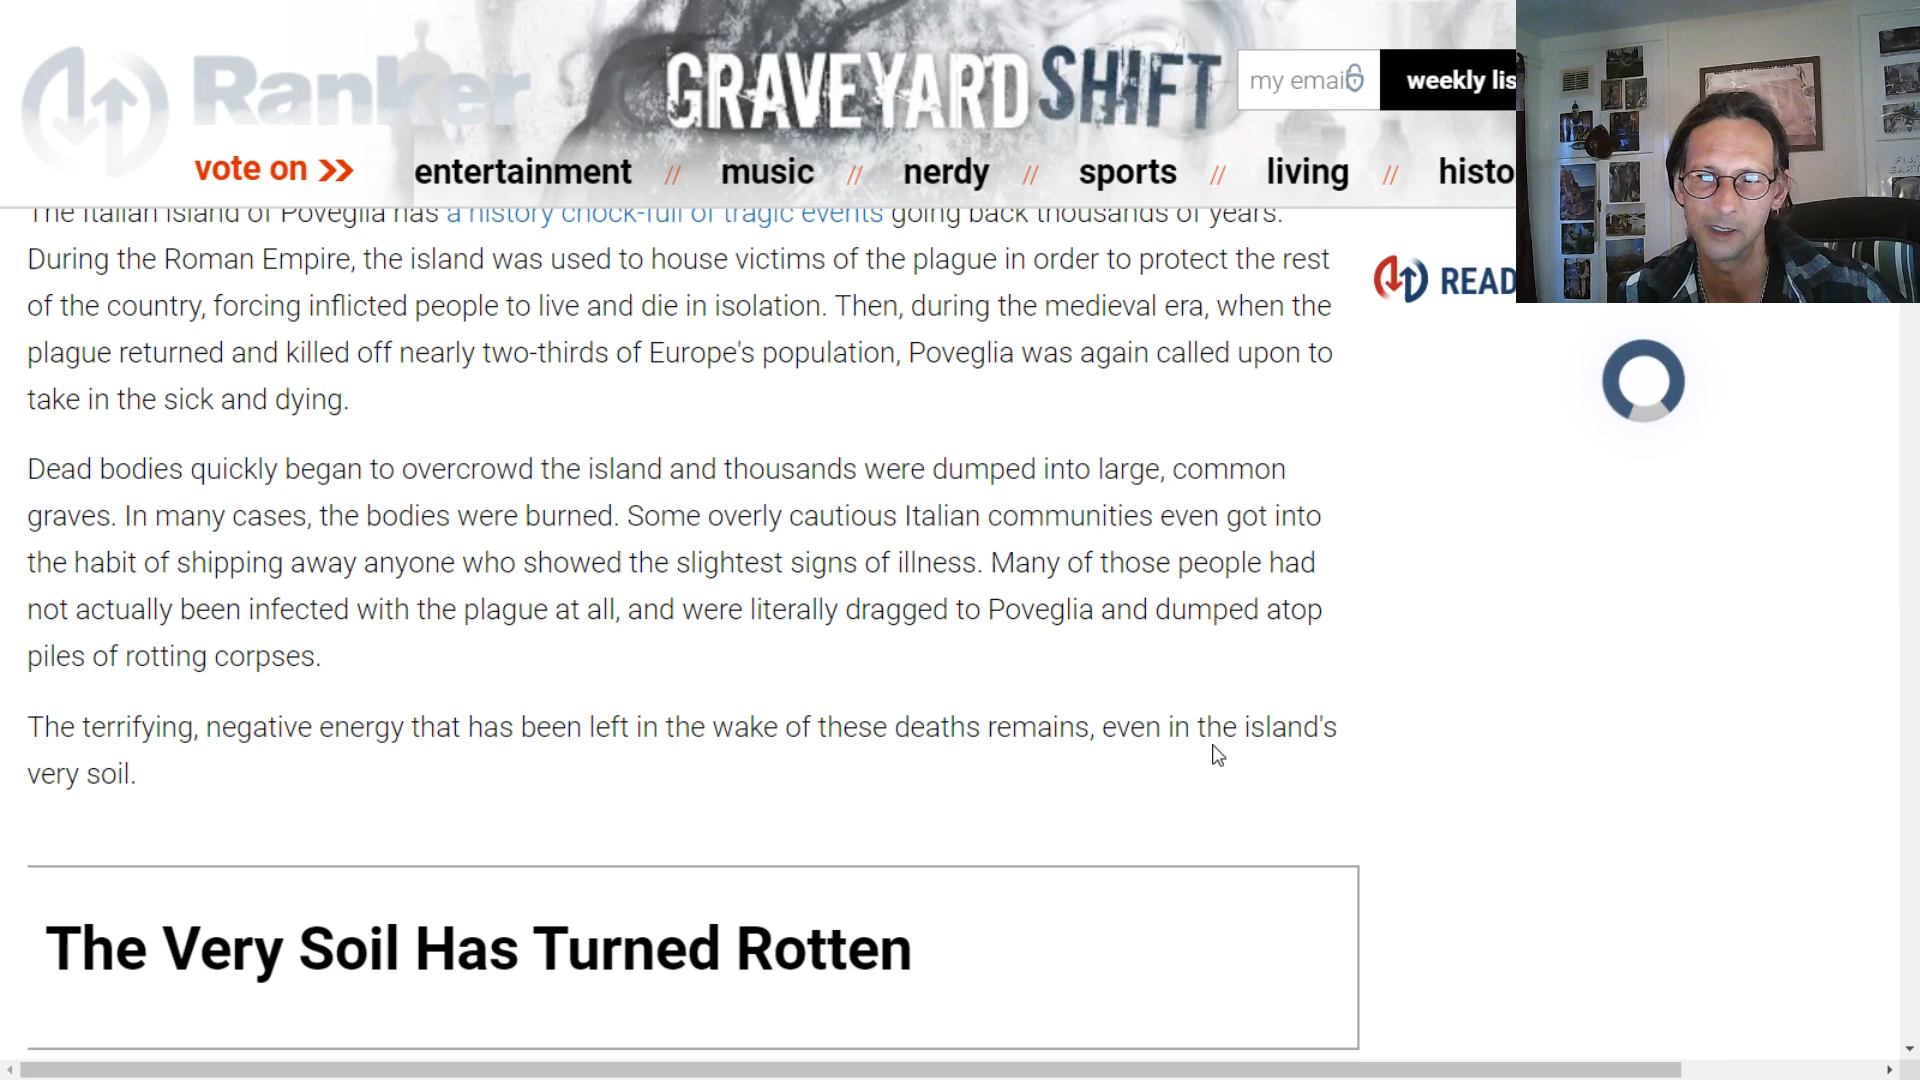 Ranker
GRAVEYARD SHIFT
my email
weekly lis
vote on >>
entertainment // music // nerdy // sports // living // histo
The Italian island of Poveglia has a history chock-full of tragic events going back thousands of years.
During the Roman Empire, the island was used to house victims of the plague in order to protect the rest
of the country, forcing inflicted people to live and die in isolation. Then, during the medieval era, when the
plague returned and killed off nearly two-thirds of Europe's population, Poveglia was again called upon to
take in the sick and dying.
READ
Dead bodies quickly began to overcrowd the island and thousands were dumped into large, common
graves. In many cases, the bodies were burned. Some overly cautious Italian communities even got into
the habit of shipping away anyone who showed the slightest signs of illness. Many of those people had
not actually been infected with the plague at all, and were literally dragged to Poveglia and dumped atop
piles of rotting corpses.
The terrifying, negative energy that has been left in the wake of these deaths remains, even in the island's
very soil.
The Very Soil Has Turned Rotten